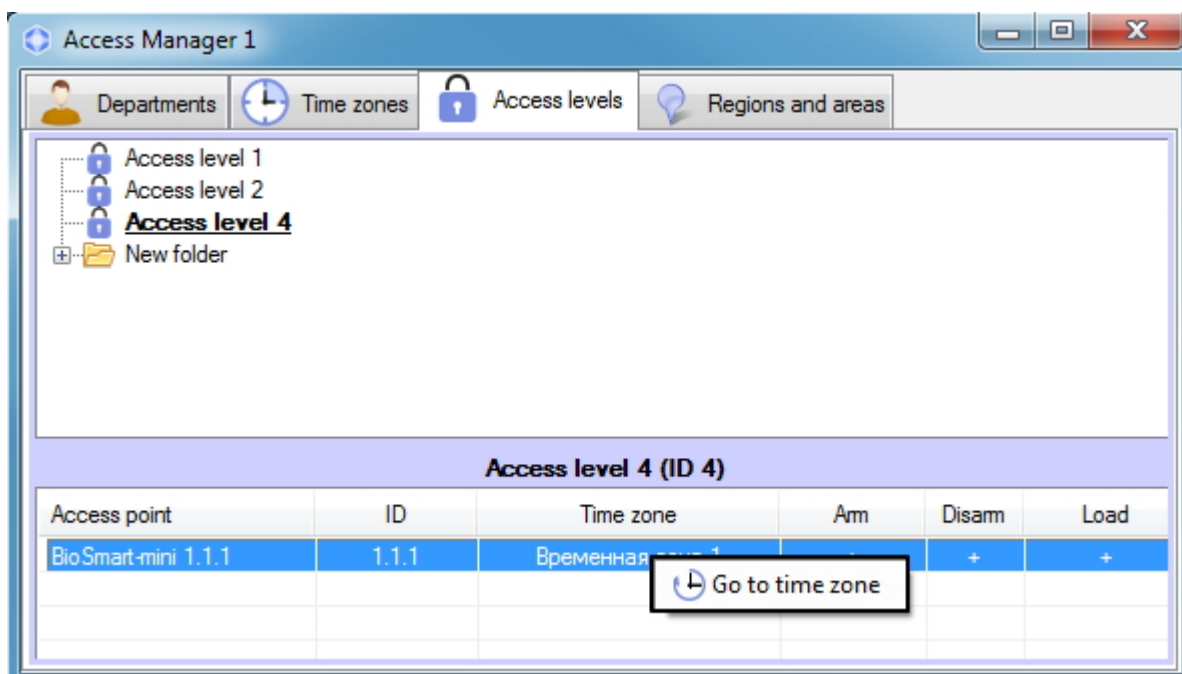 Access Manager 1
Departments Time zones Access levels Regions and areas
Access level 1
Access level 2
Access level 4
New folder
Access level 4 (ID 4)
Access point ID Time zone Arm Disarm Load
BioSmart-mini 1.1.1 1.1.1 Временная 1 + +
Go to time zone